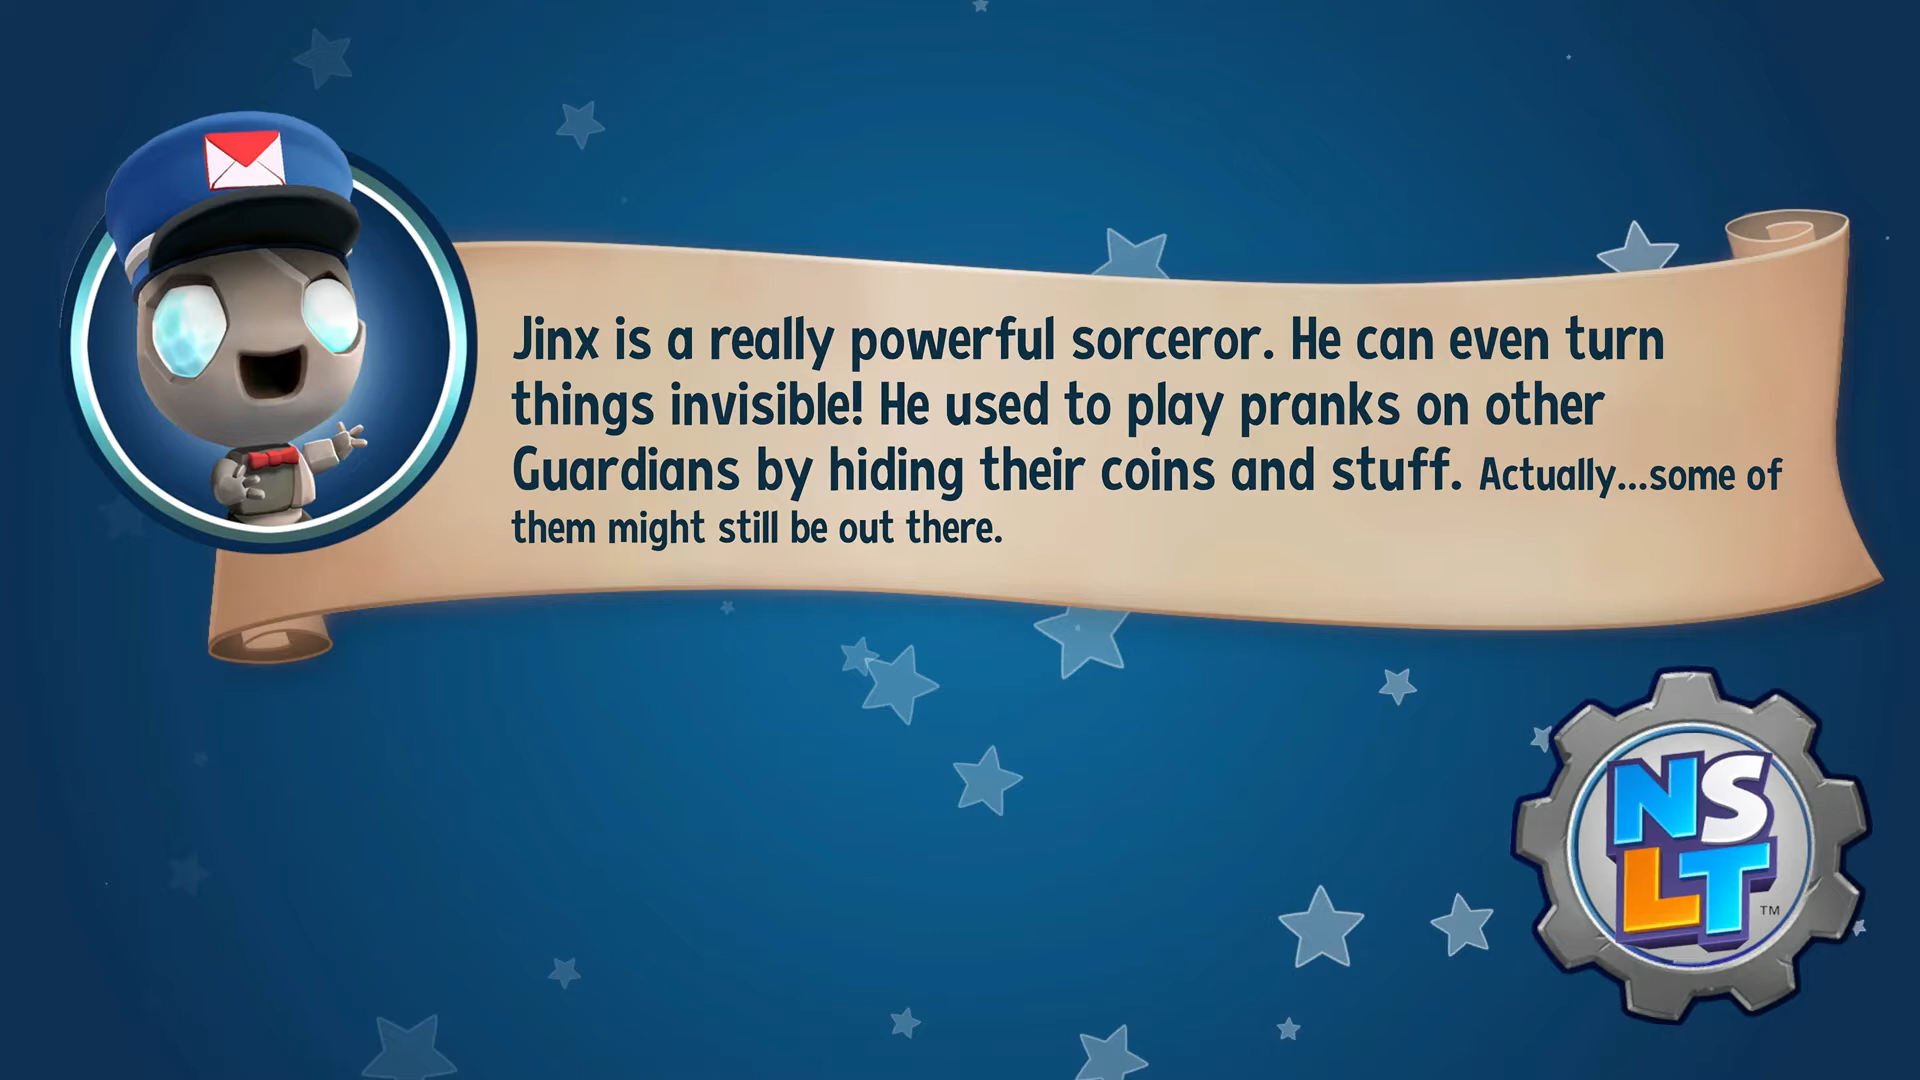 Jinx is a really powerful sorceror. He can even turn
things invisible! He used to play pranks on other
Guardians by hiding their coins and stuff. Actually...some of
them might still be out there.
NS
LT
TM